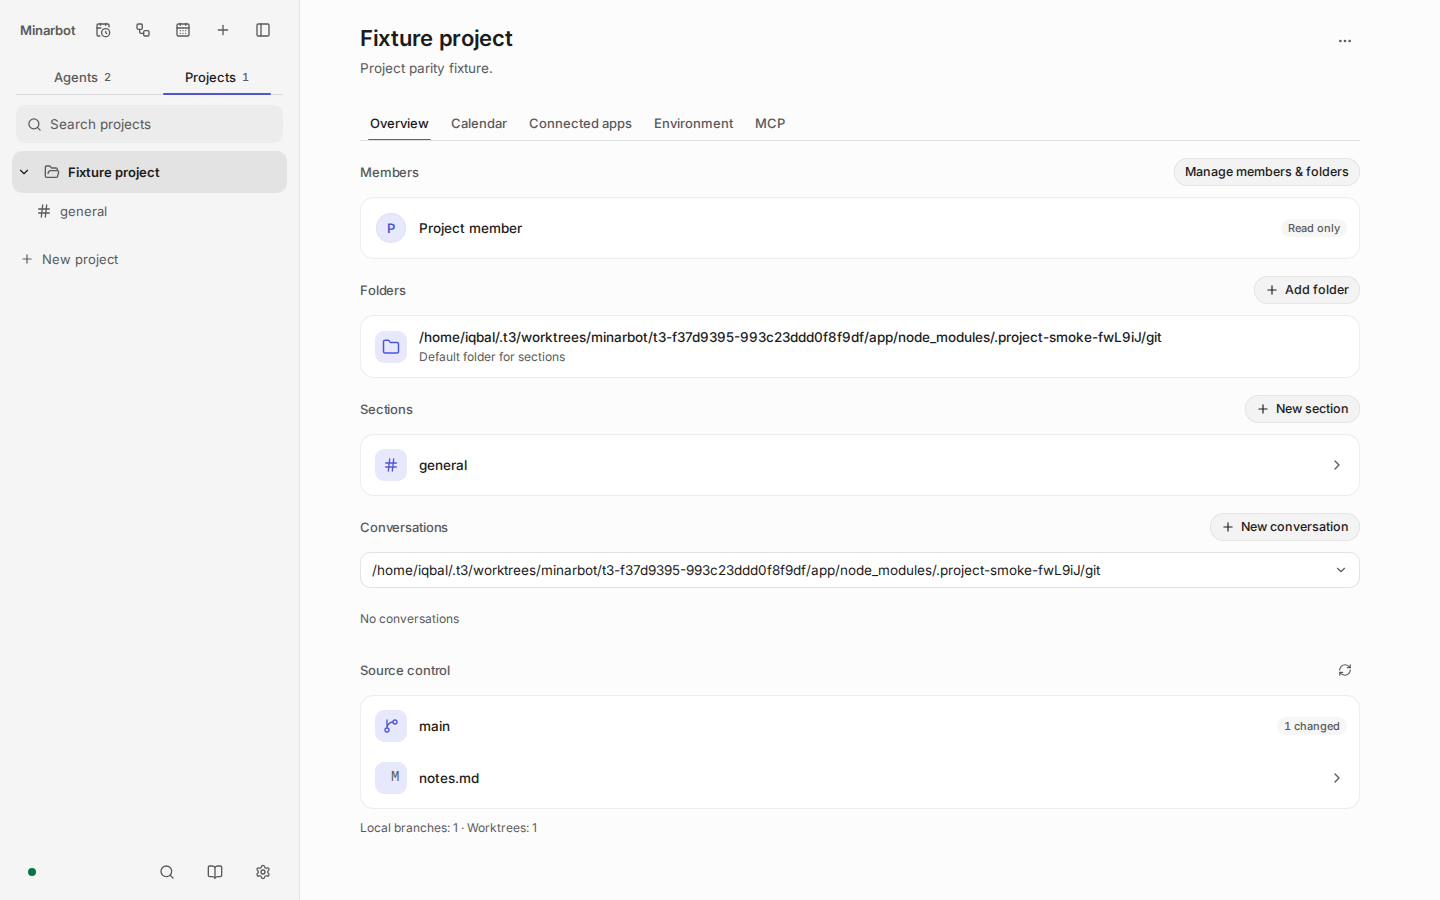 Minarbot
Agents 2
Projects 1
Search projects
Fixture project
general
New project
Fixture project
Project parity fixture.
Overview
Calendar
Connected apps
Environment
MCP
Members
Manage members & folders
P
Project member
Read only
Folders
Add folder
/home/iqbal/.t3/worktrees/minarbot/t3-f37d9395-993c23ddd0f8f9df/app/node_modules/.project-smoke-fwL9iJ/git
Default folder for sections
Sections
New section
general
Conversations
New conversation
/home/iqbal/.t3/worktrees/minarbot/t3-f37d9395-993c23ddd0f8f9df/app/node_modules/.project-smoke-fwL9iJ/git
No conversations
Source control
main
1 changed
M
notes.md
Local branches: 1 · Worktrees: 1